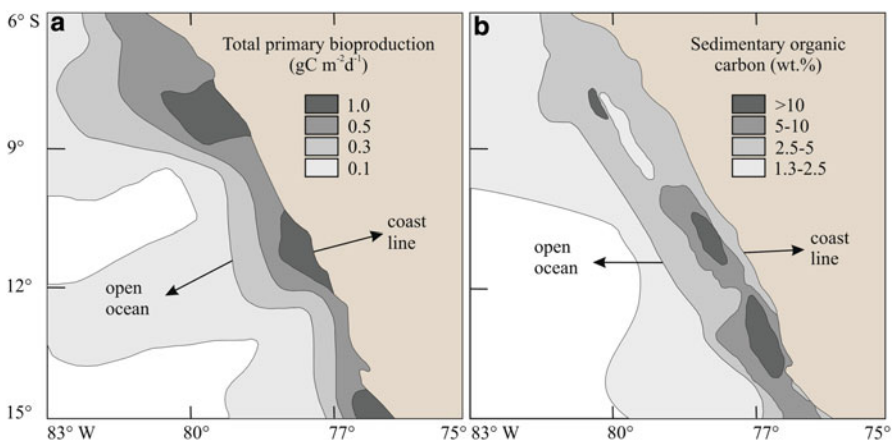 a
Total primary bioproduction
(gC m⁻²d⁻¹)
1.0
0.5
0.3
0.1
6° S
9°
12°
15°
83° W
80°
77°
75°
coast
line
open
ocean
b
Sedimentary organic
carbon (wt.%)
>10
5-10
2.5-5
1.3-2.5
coast
line
open
ocean
83° W
80°
77°
75°